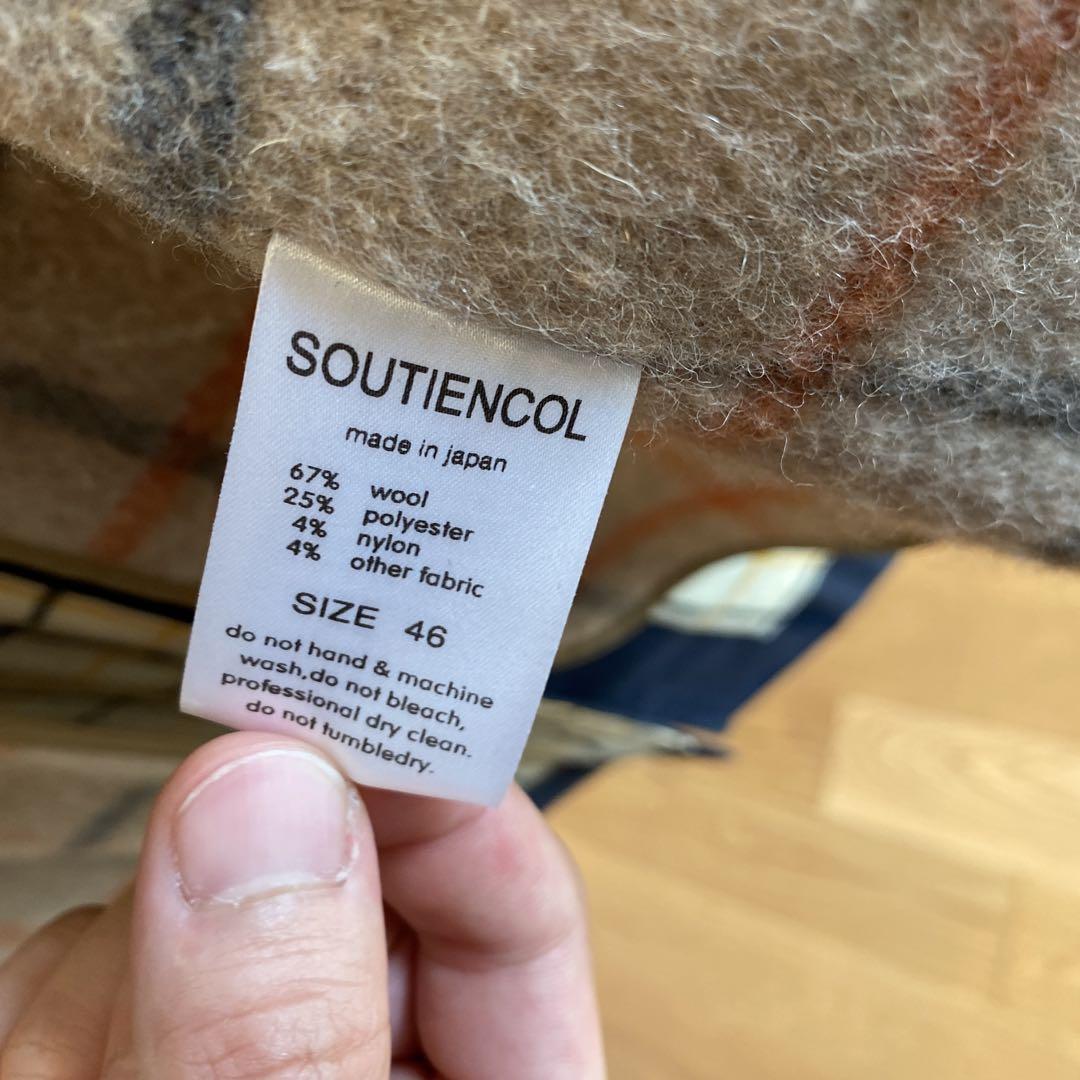 SOUTIENCOL
made in japan
67% wool
25% polyester
4% nylon
4% other fabric
SIZE 46
do not hand & machine
wash,do not bleach,
professional dry clean.
do not tumbledry.